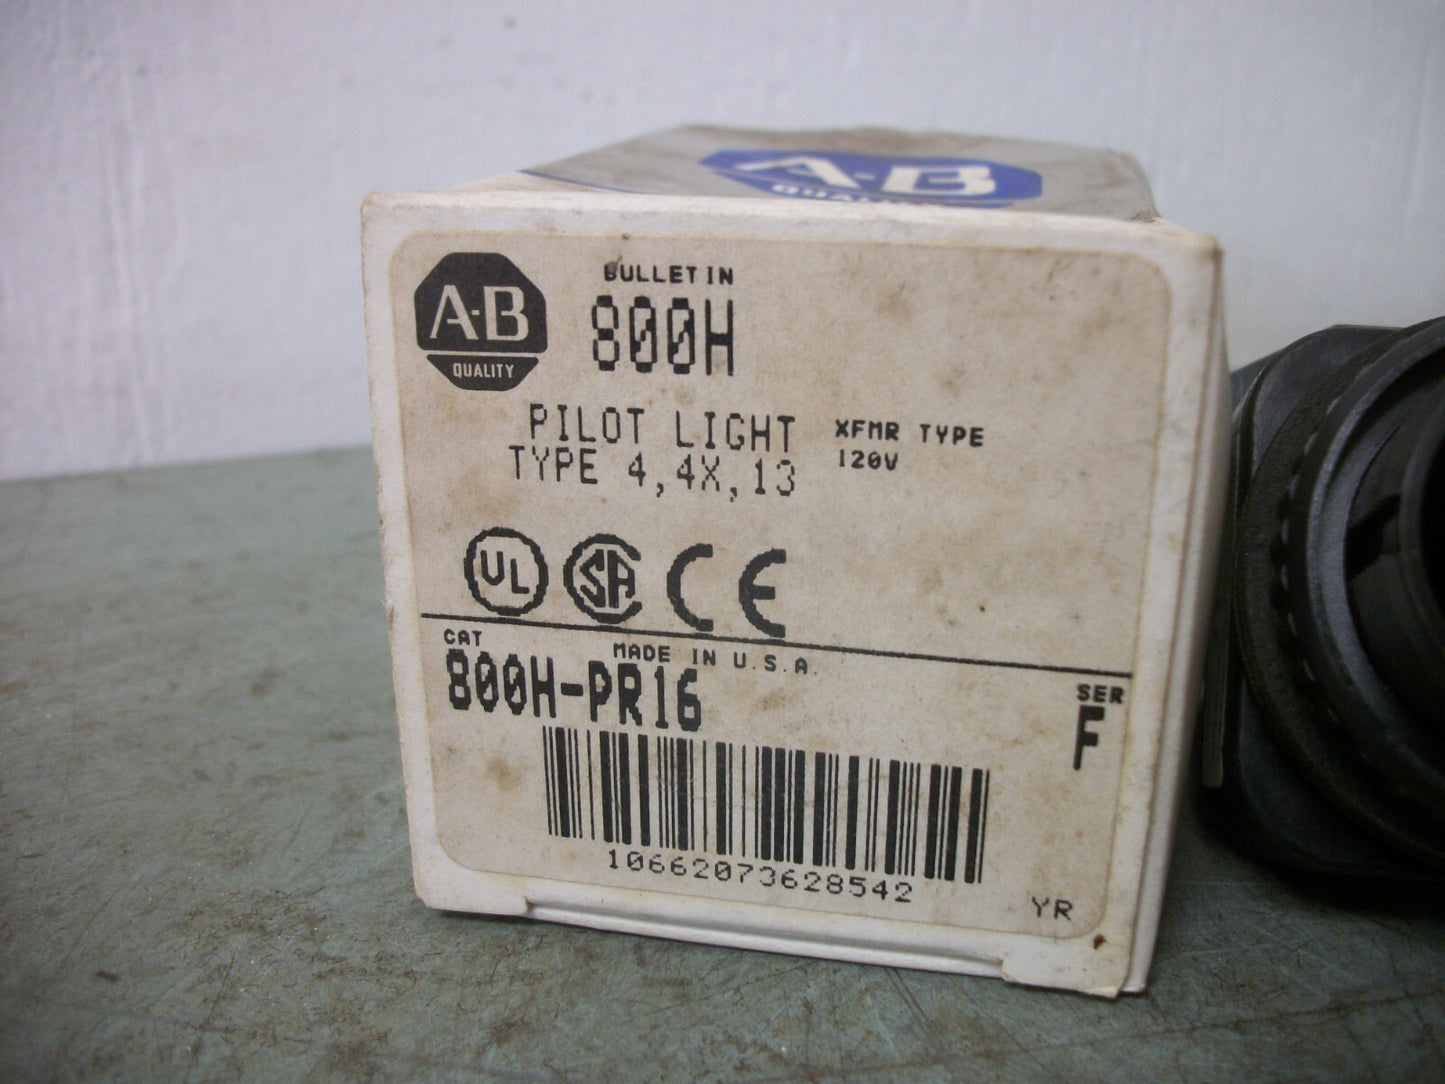 A-B
QUALITY
A-B
QUALITY
BULLETIN
800H
PILOT LIGHT
TYPE 4,4X,13
XFMR TYPE
120V
UL
SA
CE
CAT
MADE IN U.S.A.
800H-PR16
SER
F
10662073628542
YR